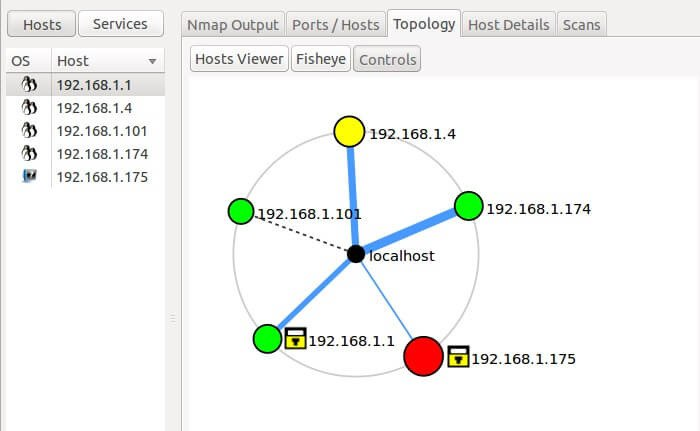 Hosts Services
OS Host
192.168.1.1
192.168.1.4
192.168.1.101
192.168.1.174
192.168.1.175
Nmap Output Ports / Hosts Topology Host Details Scans
Hosts Viewer Fisheye Controls
192.168.1.4
192.168.1.174
192.168.1.101
localhost
192.168.1.1
192.168.1.175